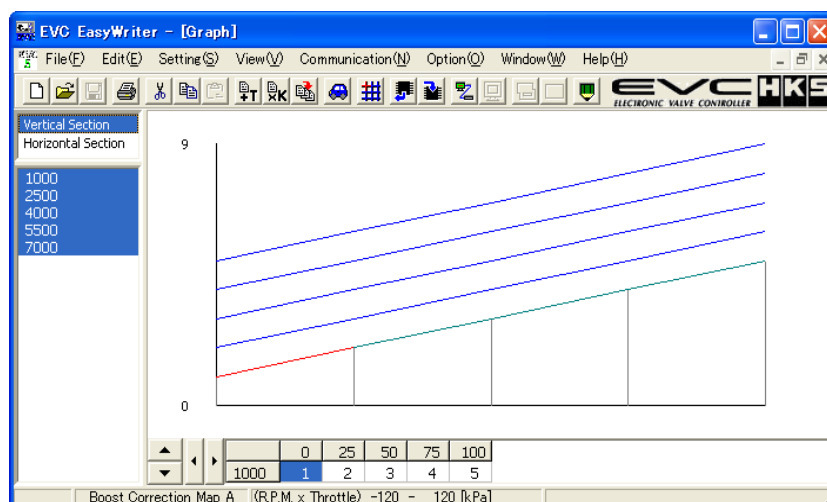 EVC EasyWriter - [Graph]
File(F) Edit(E) Setting(S) View(V) Communication(N) Option(O) Window(W) Help(H)
EVC HKS
ELECTRONIC VALVE CONTROLLER
Vertical Section
Horizontal Section
1000
2500
4000
5500
7000
9
0
0 25 50 75 100
1000 1 2 3 4 5
Boost Correction Map A (R.P.M. x Throttle) -120 - 120 [kPa]